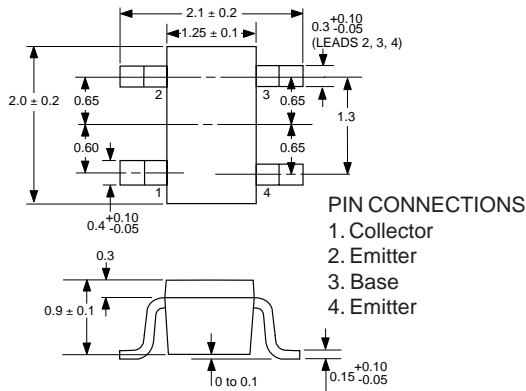 2.1 ± 0.2
1.25 ± 0.1
0.3 +0.10 -0.05
(LEADS 2, 3, 4)
2
3
2.0 ± 0.2
0.65
0.65
1.3
0.60
0.65
1
4
0.4 +0.10 -0.05
PIN CONNECTIONS
1. Collector
2. Emitter
3. Base
4. Emitter
0.3
0.9 ± 0.1
0 to 0.1
0.15 +0.10 -0.05